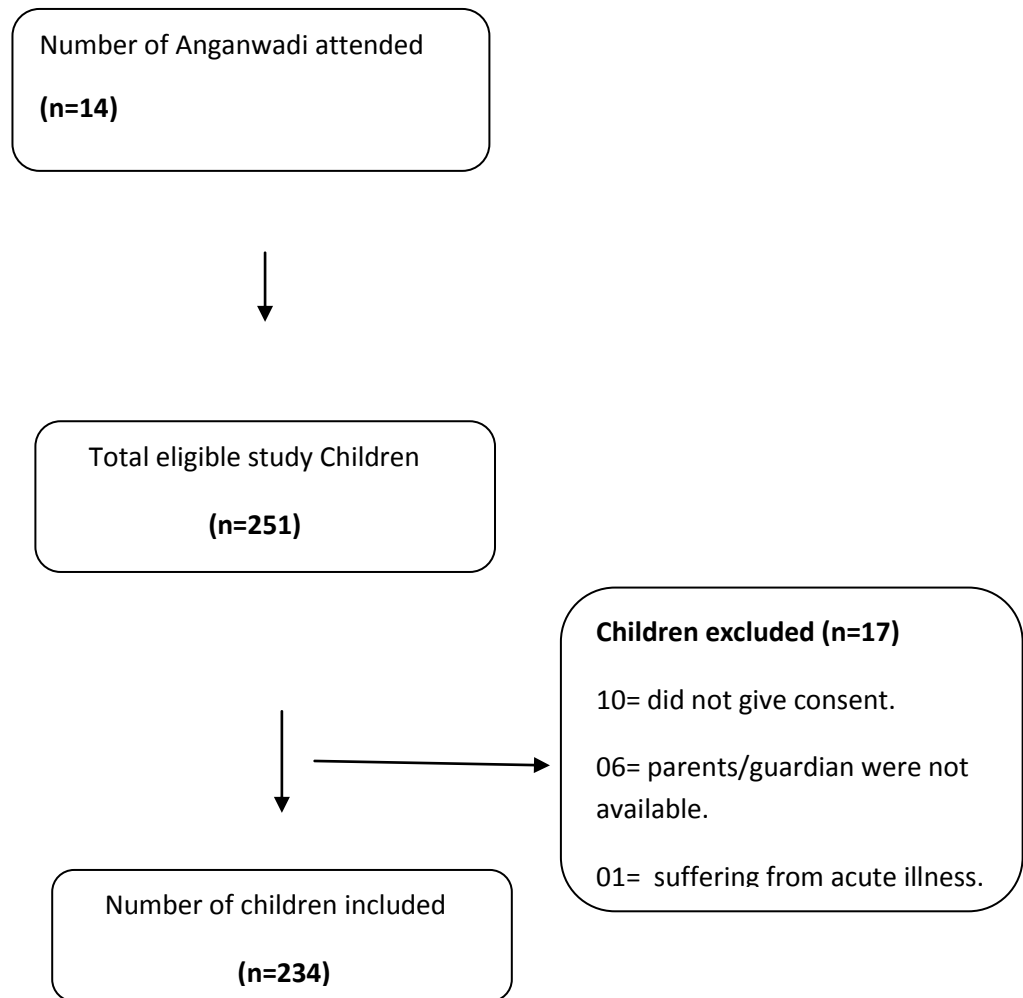 Number of Anganwadi attended
(n=14)
Total eligible study Children
(n=251)
Children excluded (n=17)
10= did not give consent.
06= parents/guardian were not
available.
01= suffering from acute illness.
Number of children included
(n=234)